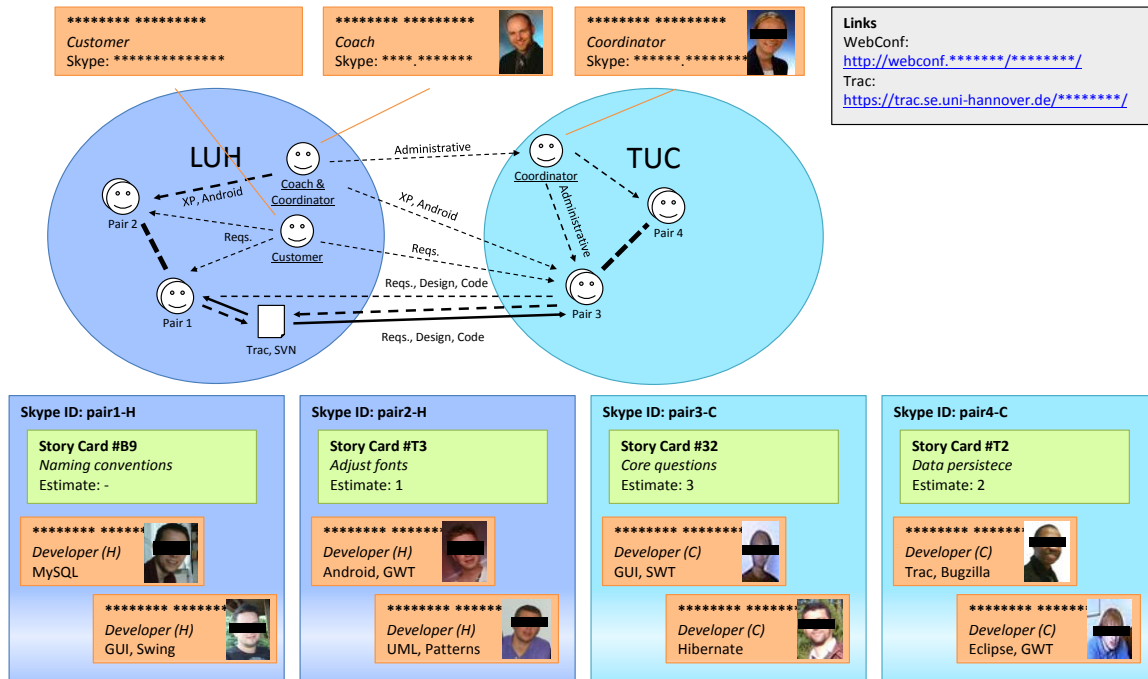 ******** *********
Customer
Skype: **************
******** *********
Coach
Skype: ****.*******
******** *********
Coordinator
Skype: ******.********
Links
WebConf:
http://webconf.*******/********/
Trac:
https://trac.se.uni-hannover.de/********/
LUH
TUC
Administrative
Coordinator
Coach &
Coordinator
XP, Android
XP, Android
Administrative
Pair 2
Pair 4
Reqs.
Reqs.
Customer
Reqs., Design, Code
Pair 1
Pair 3
Trac, SVN
Reqs., Design, Code
Skype ID: pair1-H
Story Card #B9
Naming conventions
Estimate: -
******** *******
Developer (H)
MySQL
******** *******
Developer (H)
GUI, Swing
Skype ID: pair2-H
Story Card #T3
Adjust fonts
Estimate: 1
******** *******
Developer (H)
Android, GWT
******** ******
Developer (H)
UML, Patterns
Skype ID: pair3-C
Story Card #32
Core questions
Estimate: 3
******** *******
Developer (C)
GUI, SWT
******** *******
Developer (C)
Hibernate
Skype ID: pair4-C
Story Card #T2
Data persistece
Estimate: 2
******** *******
Developer (C)
Trac, Bugzilla
******** *******
Developer (C)
Eclipse, GWT